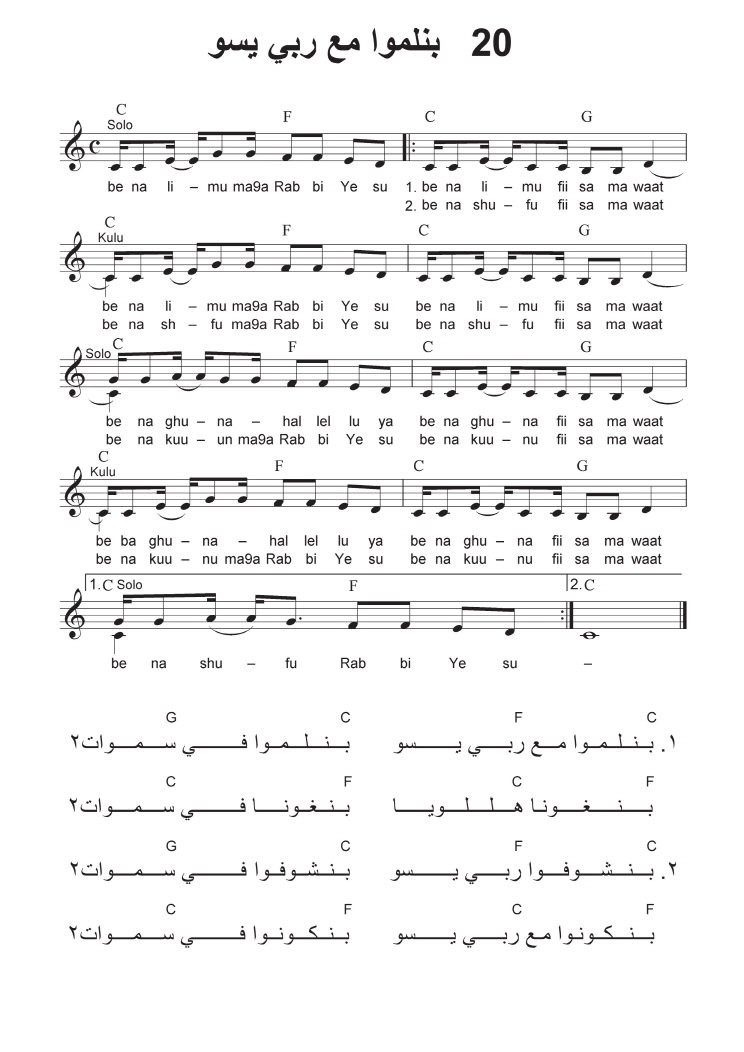 20 بنلموا مع ربي يسو
C F C G
Solo
be na li – mu ma9a Rab bi Ye su 1. be na li – mu fii sa ma waat
2. be na shu – fu fii sa ma waat
C F C G
Kulu
be na li – mu ma9a Rab bi Ye su be na li – mu fii sa ma waat
be na sh – fu ma9a Rab bi Ye su be na shu – fu fii sa ma waat
Solo C F C G
be na ghu – na – hal lel lu ya be na ghu – na fii sa ma waat
be na kuu – un ma9a Rab bi Ye su be na kuu – nu fii sa ma waat
C F C G
Kulu
be ba ghu – na – hal lel lu ya be na ghu – na fii sa ma waat
be na kuu – nu ma9a Rab bi Ye su be na kuu – nu fii sa ma waat
1. C Solo F 2. C
be na shu – fu Rab bi Ye su –
G C F C
١. بـنـلـمـوا مـع ربـي يـسـو بـنـلـمـوا فـي سـمـوات٢
C F C F
بـنـغـونا هـلـلـويـا بـنـغـونـا فـي سـمـوات٢
G C F C
٢. بـنـشـوفـوا ربـي يـسـو بـنـشـوفـوا فـي سـمـوات٢
C F C F
بـنـكـونـوا مـع ربـي يـسـو بـنـكـونـوا فـي سـمـوات٢